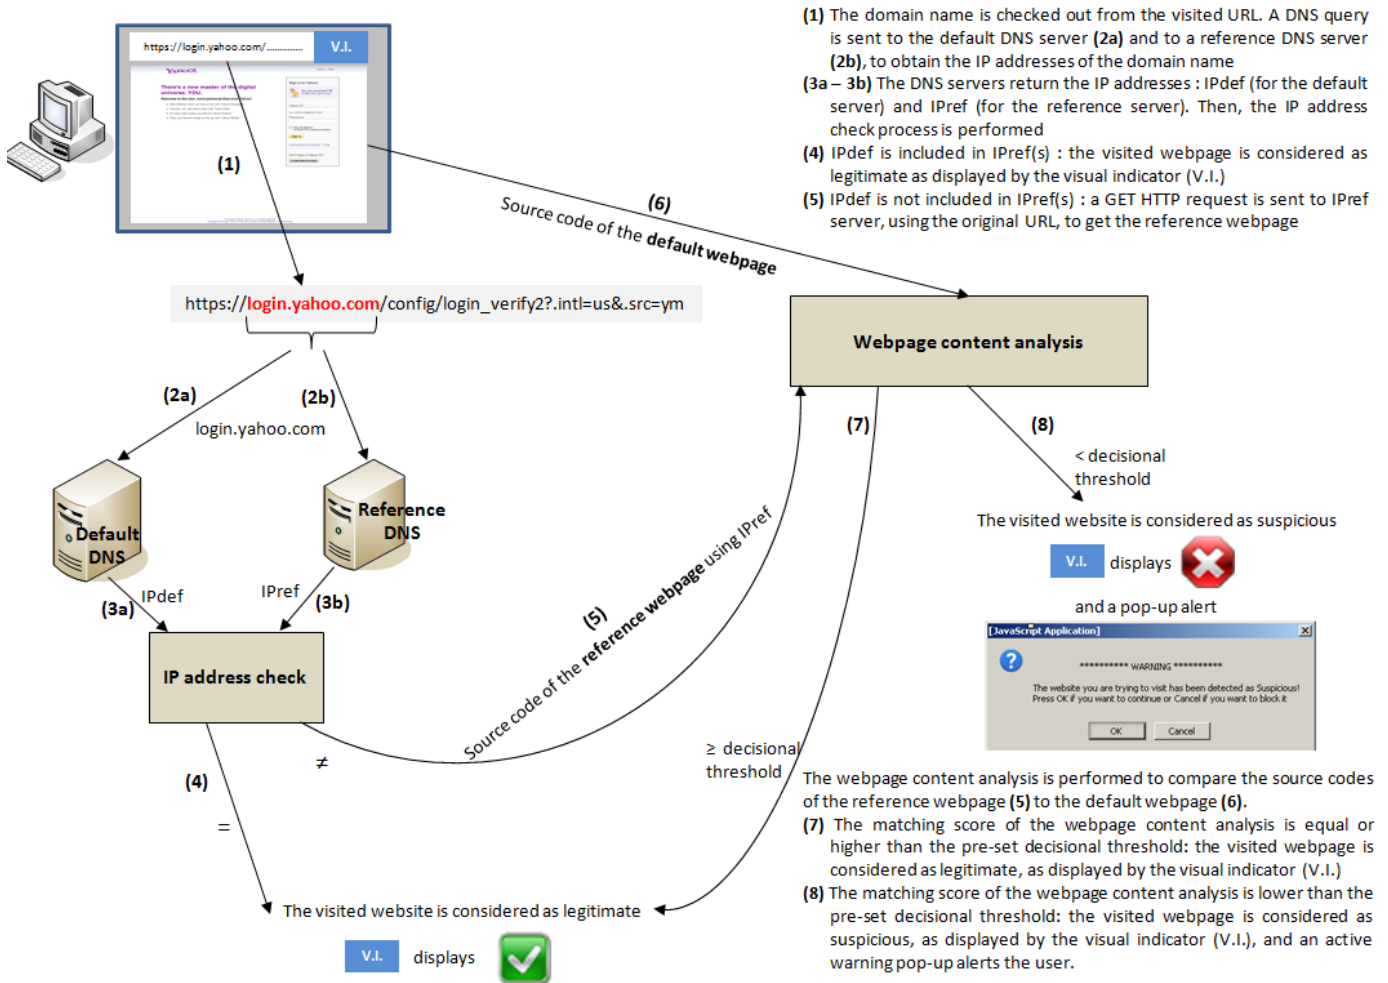 https://login.yahoo.com/..............
V.I.
YAHOO!
There's a new master of the digital
universe. YOU.
(1) The domain name is checked out from the visited URL. A DNS query
is sent to the default DNS server (2a) and to a reference DNS server
(2b), to obtain the IP addresses of the domain name
(3a – 3b) The DNS servers return the IP addresses : IPdef (for the default
server) and IPref (for the reference server). Then, the IP address
check process is performed
(4) IPdef is included in IPref(s) : the visited webpage is considered as
legitimate as displayed by the visual indicator (V.I.)
(5) IPdef is not included in IPref(s) : a GET HTTP request is sent to IPref
server, using the original URL, to get the reference webpage
(1)
(6)
Source code of the default webpage
https://login.yahoo.com/config/login_verify2?.intl=us&.src=ym
Webpage content analysis
(2a)
(2b)
login.yahoo.com
(7)
(8)
< decisional
threshold
Default
DNS
Reference
DNS
The visited website is considered as suspicious
V.I.
displays
and a pop-up alert
IPdef
IPref
(3a)
(3b)
IP address check
(5)
Source code of the reference webpage using IPref
[JavaScript Application]
********** WARNING **********
The website you are trying to visit has been detected as Suspicious!
Press OK if you want to continue or Cancel if you want to block it
OK
Cancel
(4)
≠
=
≥ decisional
threshold
The webpage content analysis is performed to compare the source codes
of the reference webpage (5) to the default webpage (6).
(7) The matching score of the webpage content analysis is equal or
higher than the pre-set decisional threshold: the visited webpage is
considered as legitimate, as displayed by the visual indicator (V.I.)
(8) The matching score of the webpage content analysis is lower than the
pre-set decisional threshold: the visited webpage is considered as
suspicious, as displayed by the visual indicator (V.I.), and an active
warning pop-up alerts the user.
The visited website is considered as legitimate
V.I.
displays